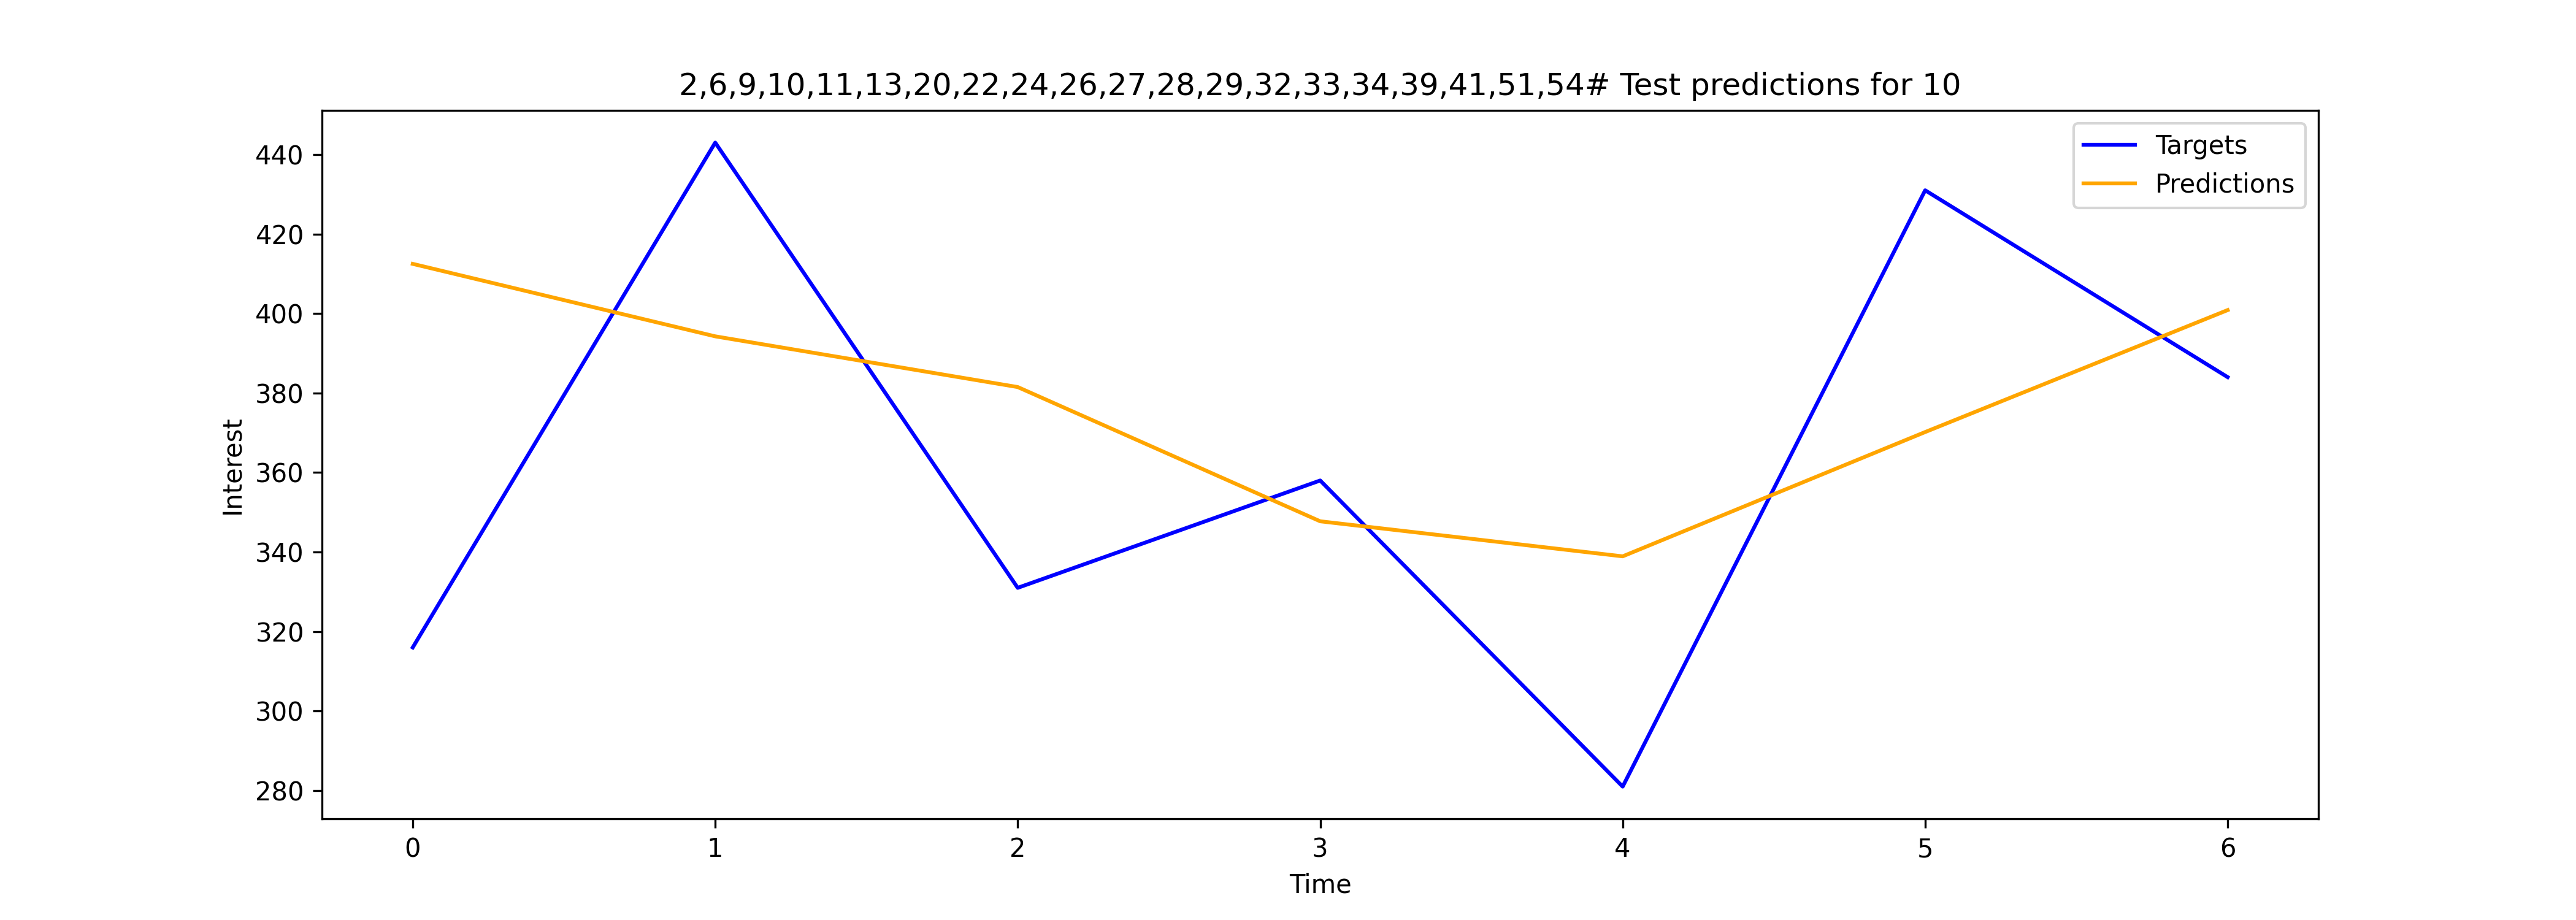 2,6,9,10,11,13,20,22,24,26,27,28,29,32,33,34,39,41,51,54# Test predictions for 10
Targets
Predictions
440
420
400
380
360
340
320
300
280
Interest
0 1 2 3 4 5 6
Time